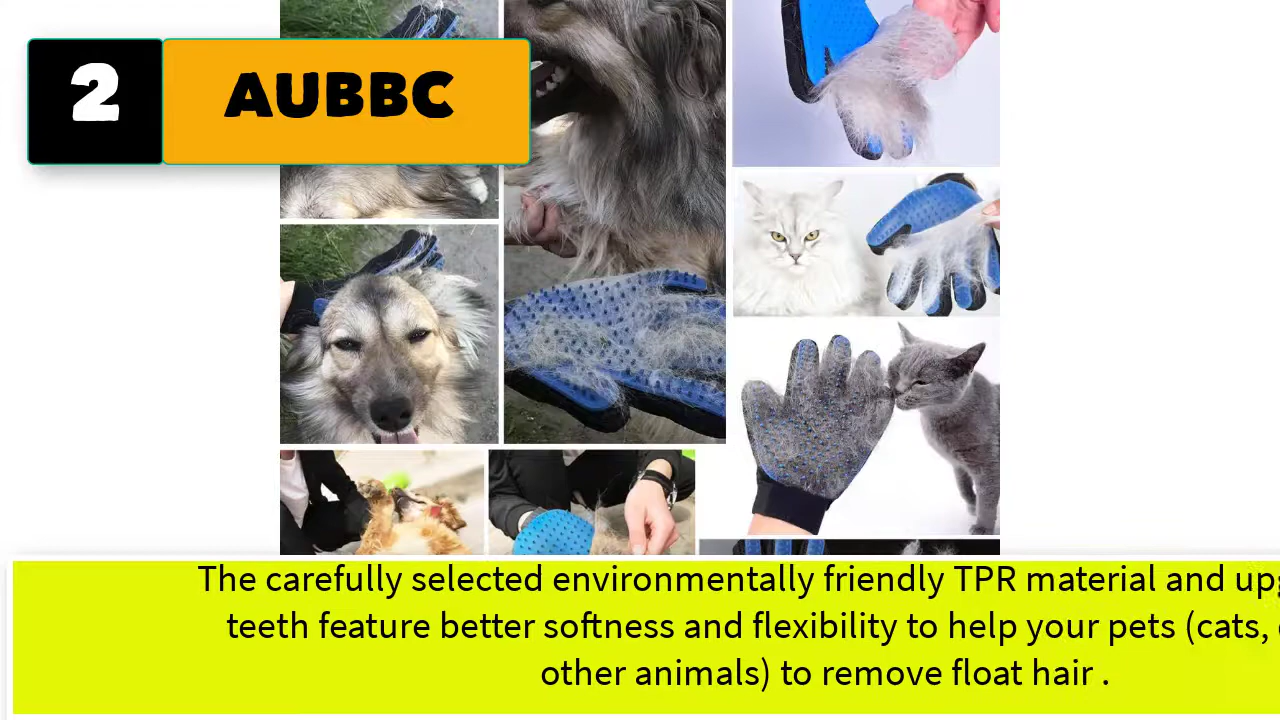 2 AUBBC
The carefully selected environmentally friendly TPR material and
teeth feature better softness and flexibility to help your pets (cats,
other animals) to remove float hair .